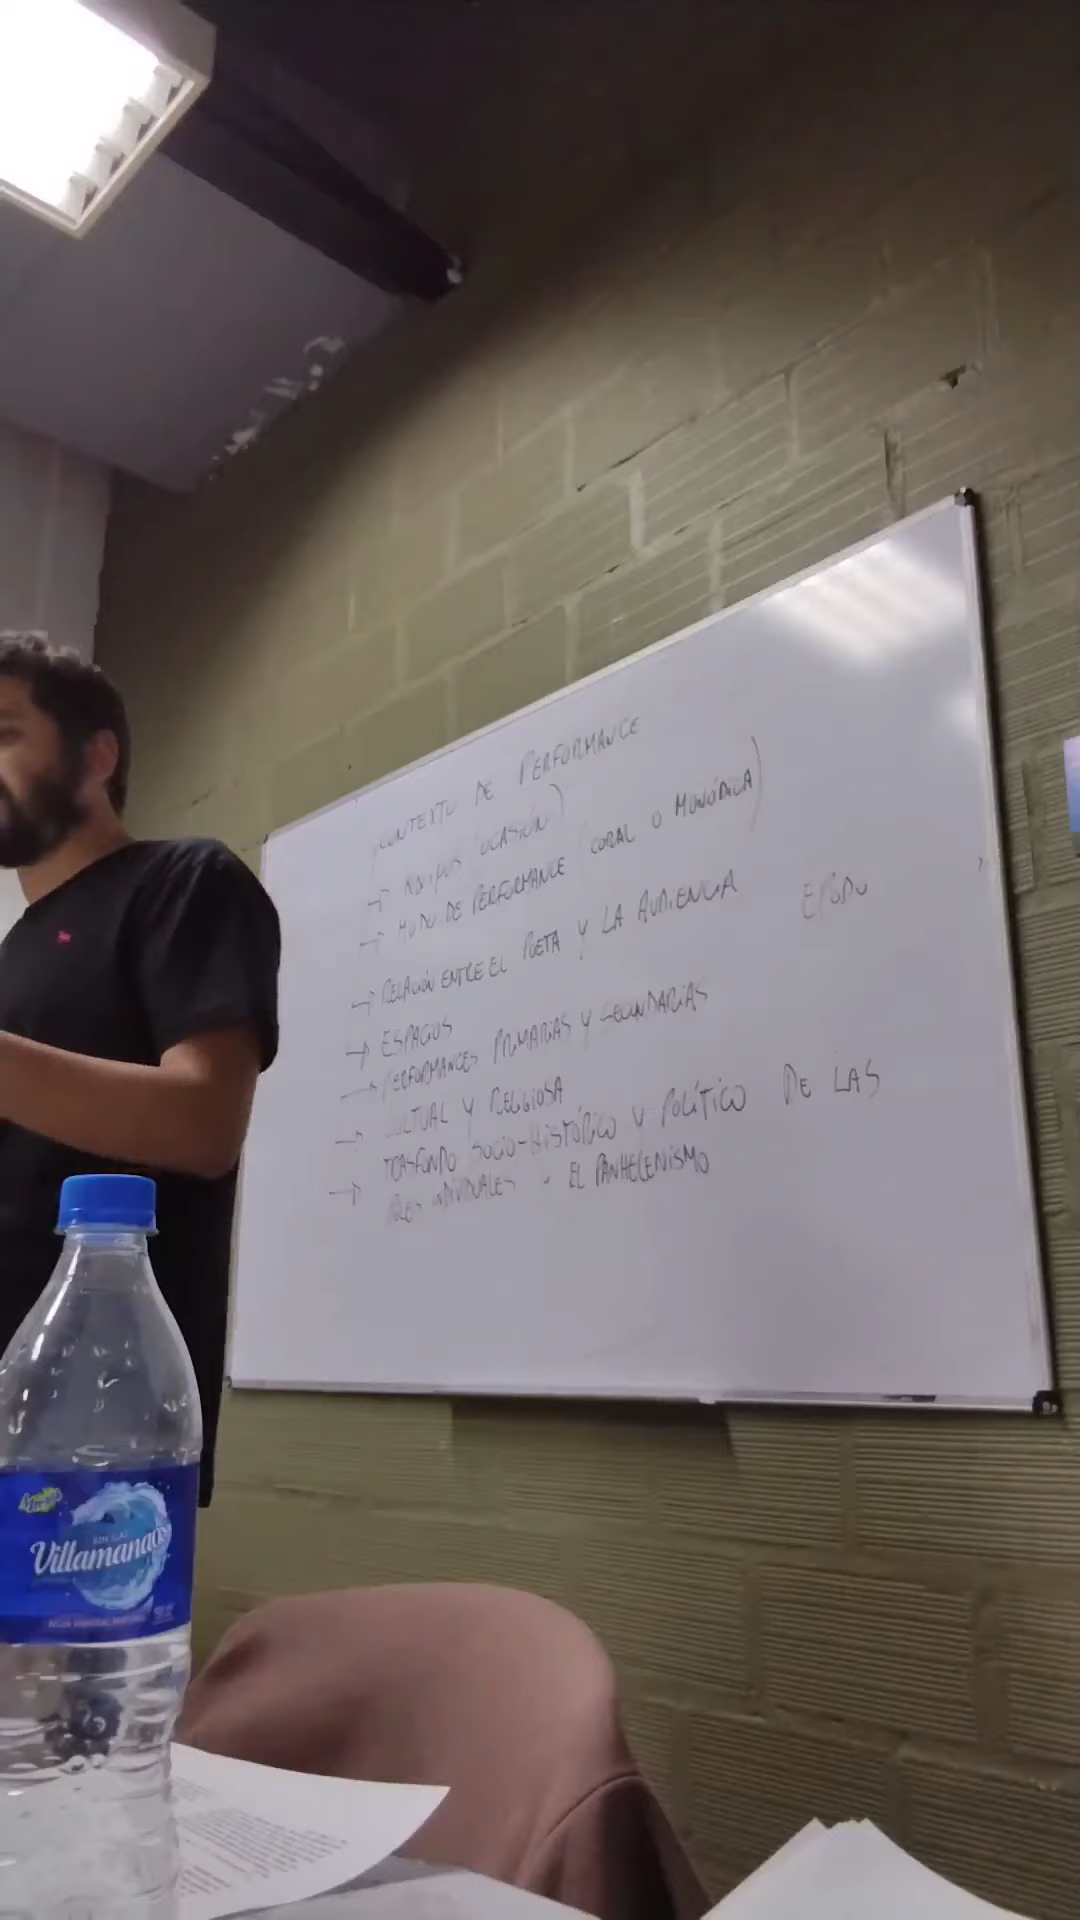 CONTEXTO DE PERFORMANCE
→ (OCASIÓN)
→ MODO DE PERFORMANCE (CORAL O MONÓDICA)
→ RELACIÓN ENTRE EL POETA Y LA AUDIENCIA
EPODO
→ ESPACIOS
→ PERFORMANCES PRIMARIAS Y SECUNDARIAS
→ CULTUAL Y RELIGIOSA
→ TRASFONDO SOCIO-HISTÓRICO Y POLÍTICO DE LAS
INDIVIDUALES EL PANHELENISMO
Villamanaos